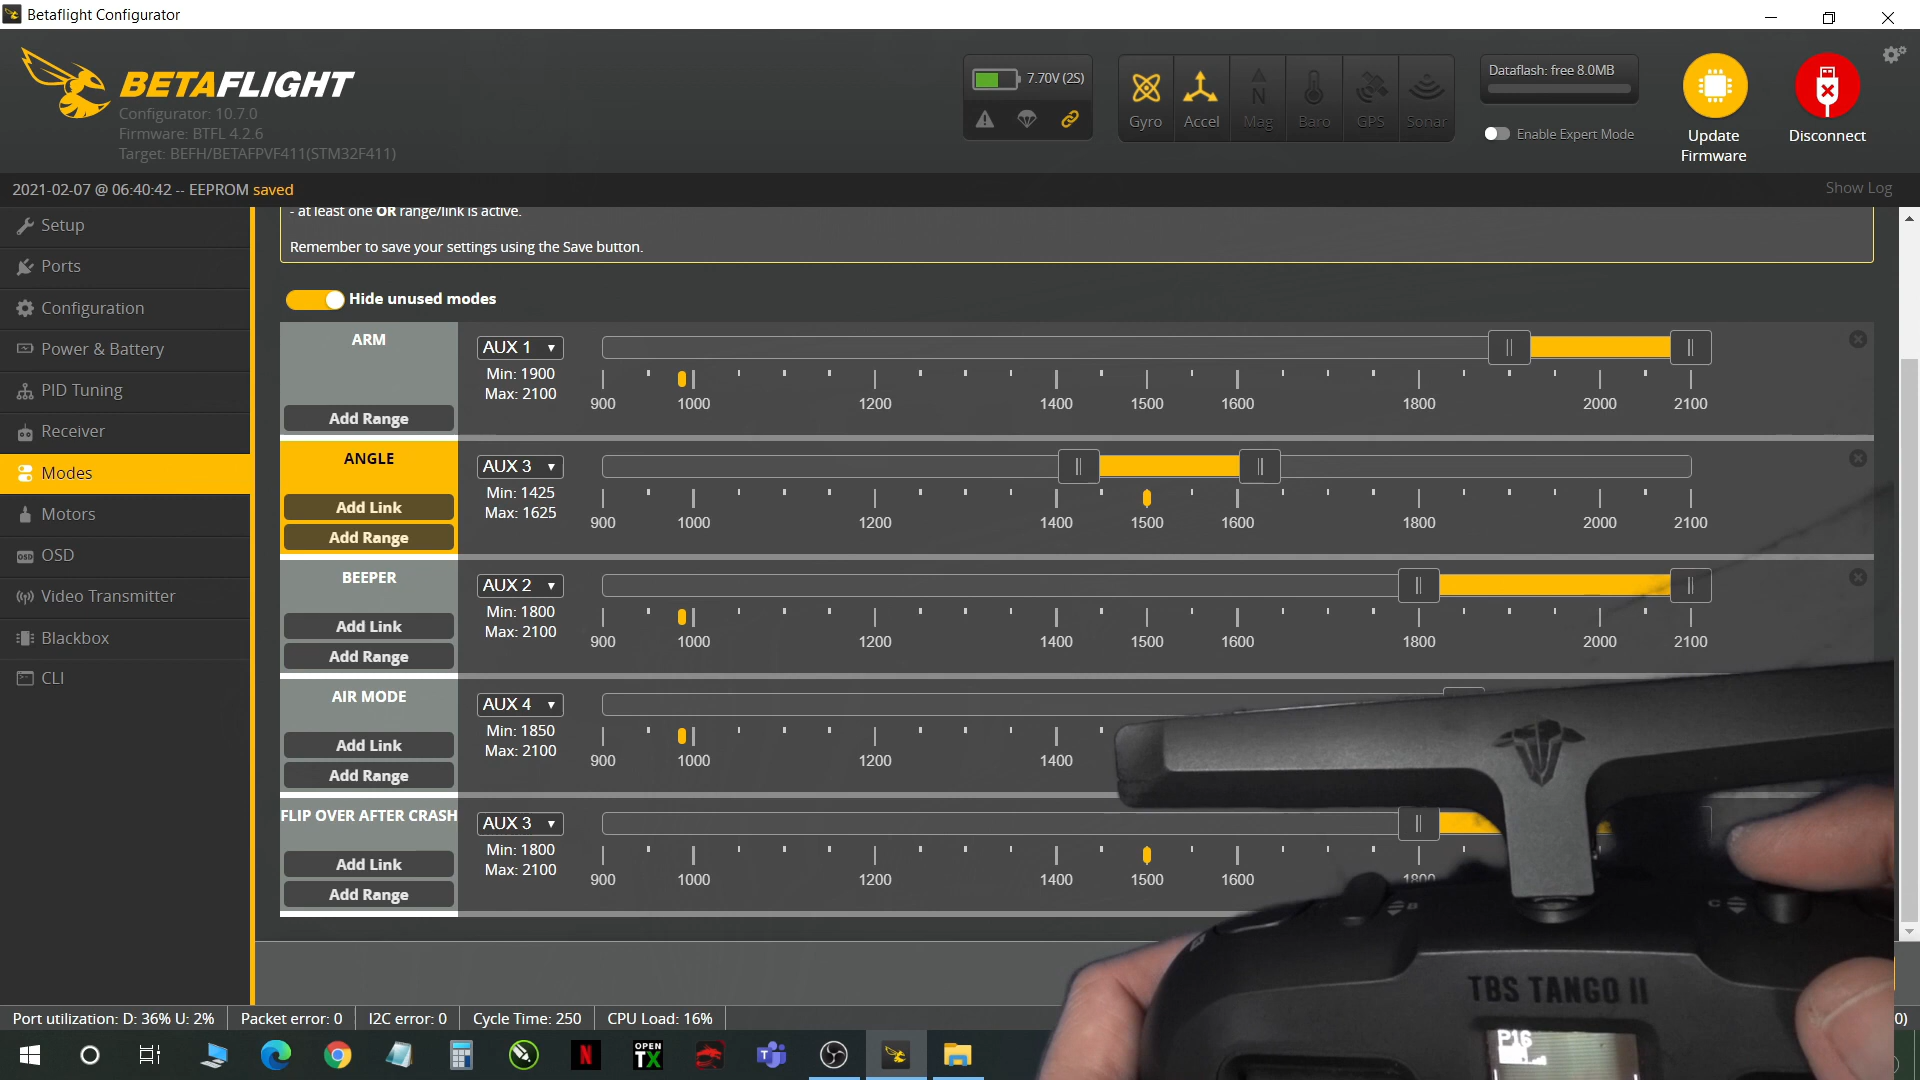 Betaflight Configurator
BETAFLIGHT
Configurator: 10.7.0
Firmware: BTFL 4.2.6
Target: BEFH/BETAFPVF411(STM32F411)
7.70V (2S)
Gyro
Accel
Mag
Baro
GPS
Sonar
Dataflash: free 8.0MB
Enable Expert Mode
Update
Firmware
Disconnect
2021-02-07 @ 06:40:42 -- EEPROM saved
Show Log
Setup
Ports
Configuration
Power & Battery
PID Tuning
Receiver
Modes
Motors
OSD
Video Transmitter
Blackbox
CLI
- at least one OR range/link is active.
Remember to save your settings using the Save button.
Hide unused modes
ARM
Add Range
AUX 1
Min: 1900
Max: 2100
900 1000 1200 1400 1500 1600 1800 2000 2100
ANGLE
Add Link
Add Range
AUX 3
Min: 1425
Max: 1625
900 1000 1200 1400 1500 1600 1800 2000 2100
BEEPER
Add Link
Add Range
AUX 2
Min: 1800
Max: 2100
900 1000 1200 1400 1500 1600 1800 2000 2100
AIR MODE
Add Link
Add Range
AUX 4
Min: 1850
Max: 2100
900 1000 1200 1400
FLIP OVER AFTER CRASH
Add Link
Add Range
AUX 3
Min: 1800
Max: 2100
900 1000 1200 1400 1500 1600 1800
B
C
TBS TANGO II
P16
Port utilization: D: 36% U: 2%
Packet error: 0
I2C error: 0
Cycle Time: 250
CPU Load: 16%
0)
N
OPEN
TX